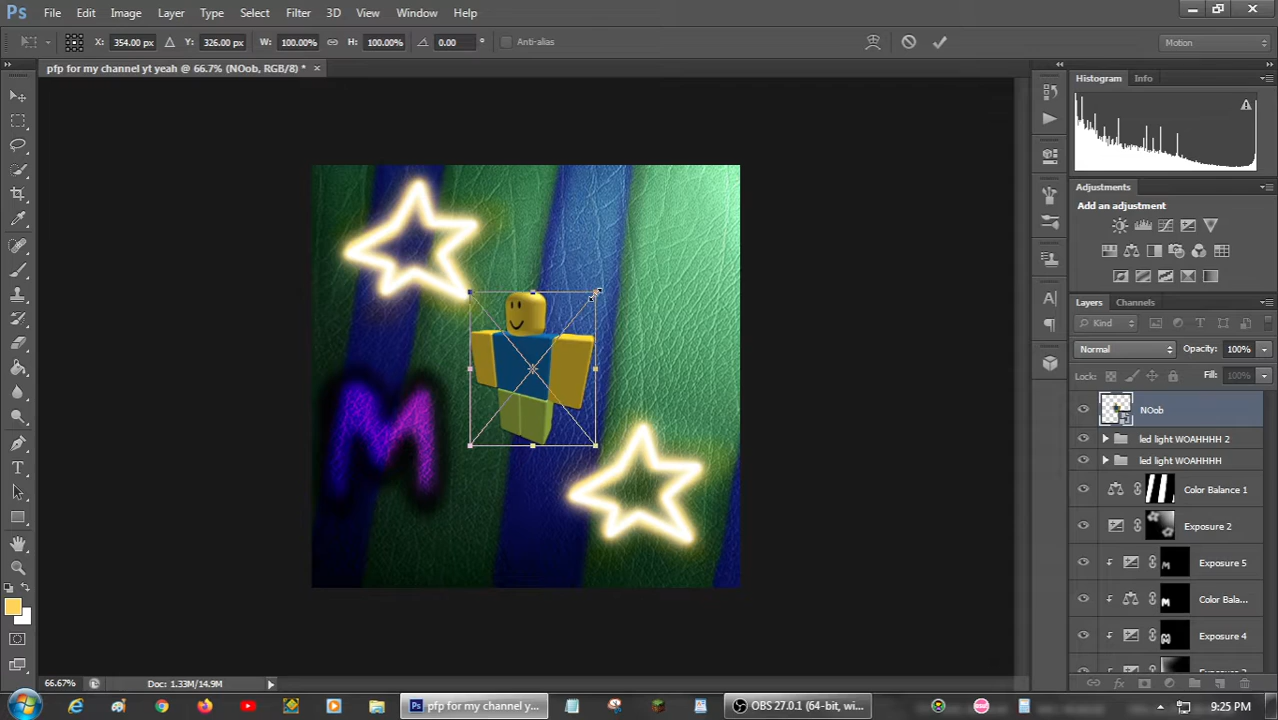 Ps File Edit Image Layer Type Select Filter 3D View Window Help
X: 354.00 px Y: 326.00 px W: 100.00% H: 100.00% 0.00 ° Anti-alias Motion
pfp for my channel yt yeah @ 66.7% (NOob, RGB/8) * ×
Histogram Info
Adjustments
Add an adjustment
Layers Channels
Kind
Normal Opacity: 100%
Lock: Fill: 100%
NOob
led light WOAHHHH 2
led light WOAHHHH
Color Balance 1
Exposure 2
Exposure 5
Color Bala...
Exposure 4
M
T
66.67% Doc: 1.33M/14.9M
Ps pfp for my channel y... OBS 27.0.1 (64-bit, wi... 9:25 PM